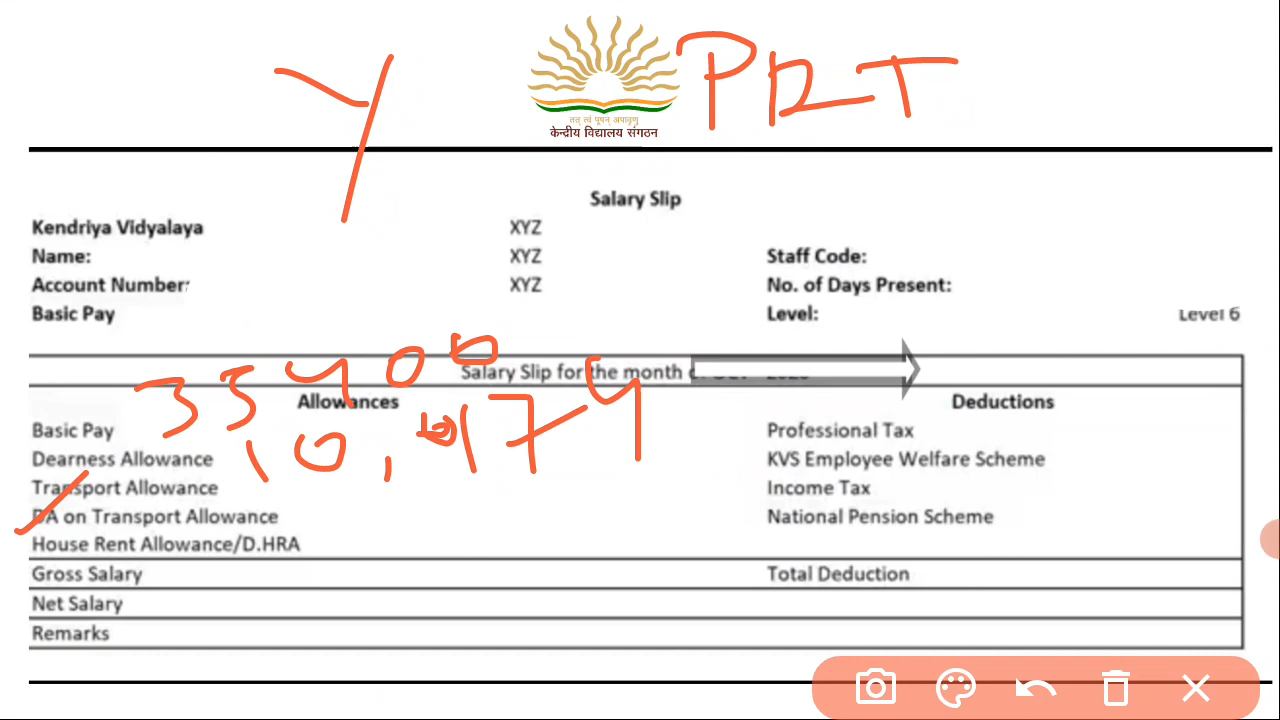 Y PRT
तत् त्वं पूषन् अपावृणु
केन्द्रीय विद्यालय संगठन
Salary Slip
Kendriya Vidyalaya XYZ
Name: XYZ Staff Code:
Account Number: XYZ No. of Days Present:
Basic Pay Level: Level 6
35400
Salary Slip for the month
Allowances Deductions
Basic Pay Professional Tax
10,974
Dearness Allowance KVS Employee Welfare Scheme
Transport Allowance Income Tax
DA on Transport Allowance National Pension Scheme
House Rent Allowance/D.HRA
Gross Salary Total Deduction
Net Salary
Remarks